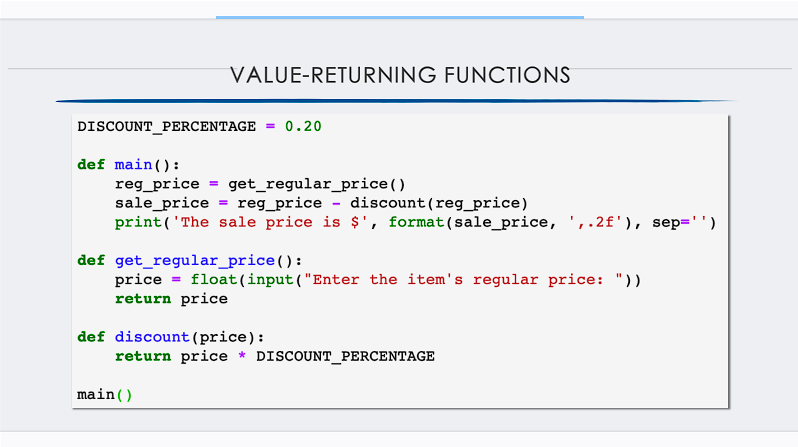 VALUE-RETURNING FUNCTIONS
DISCOUNT_PERCENTAGE = 0.20
def main():
    reg_price = get_regular_price()
    sale_price = reg_price - discount(reg_price)
    print('The sale price is $', format(sale_price, ',.2f'), sep='')
def get_regular_price():
    price = float(input("Enter the item's regular price: "))
    return price
def discount(price):
    return price * DISCOUNT_PERCENTAGE
main()